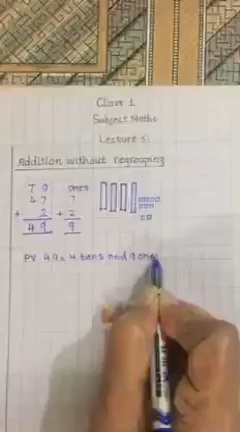 Class 1
Subject Maths
Lecture 5
Addition without regrouping
T O ones
4 7 7
+ 2 + 2
4 9 9
PV 49= 4 tens and 9 ones